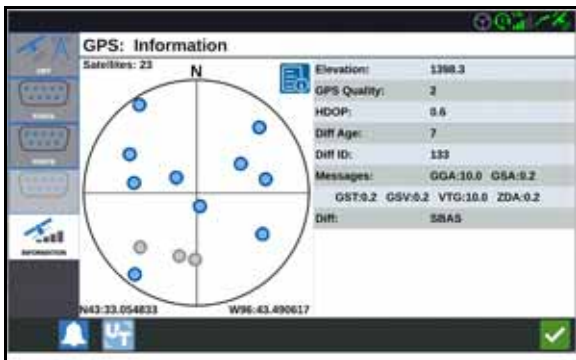 GPS: Information
Satellites: 23
N
Elevation: 1398.3
GPS Quality: 2
HDOP: 0.6
Diff Age: 7
Diff ID: 133
Messages: GGA:10.0 GSA:0.2
GST:0.2 GSV:0.2 VTG:10.0 ZDA:0.2
Diff: SBAS
INFORMATION
N43:33.054833 W96:43.490617
UT